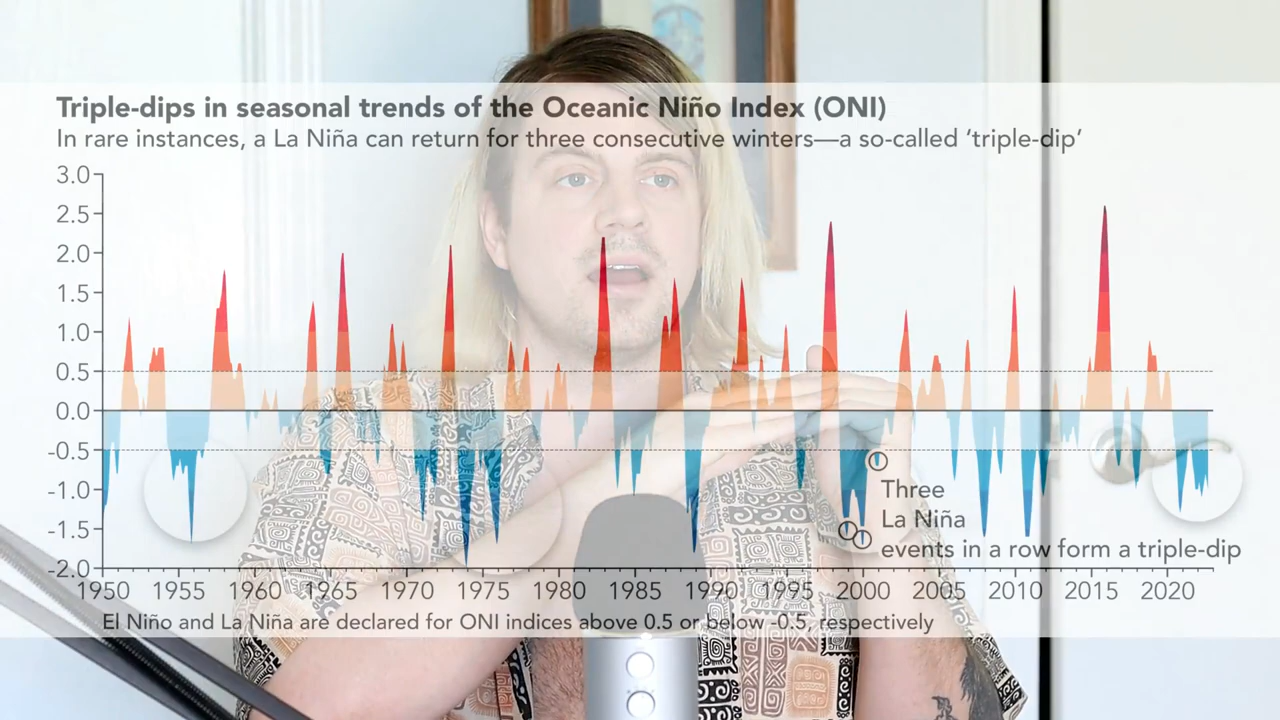 Triple-dips in seasonal trends of the Oceanic Niño Index (ONI)
In rare instances, a La Niña can return for three consecutive winters—a so-called ‘triple-dip’
3.0
2.5
2.0
1.5
1.0
0.5
0.0
-0.5
-1.0
-1.5
-2.0
Three
La Niña
events in a row form a triple-dip
1950 1955 1960 1965 1970 1975 1980 1985 1990 1995 2000 2005 2010 2015 2020
El Niño and La Niña are declared for ONI indices above 0.5 or below -0.5, respectively